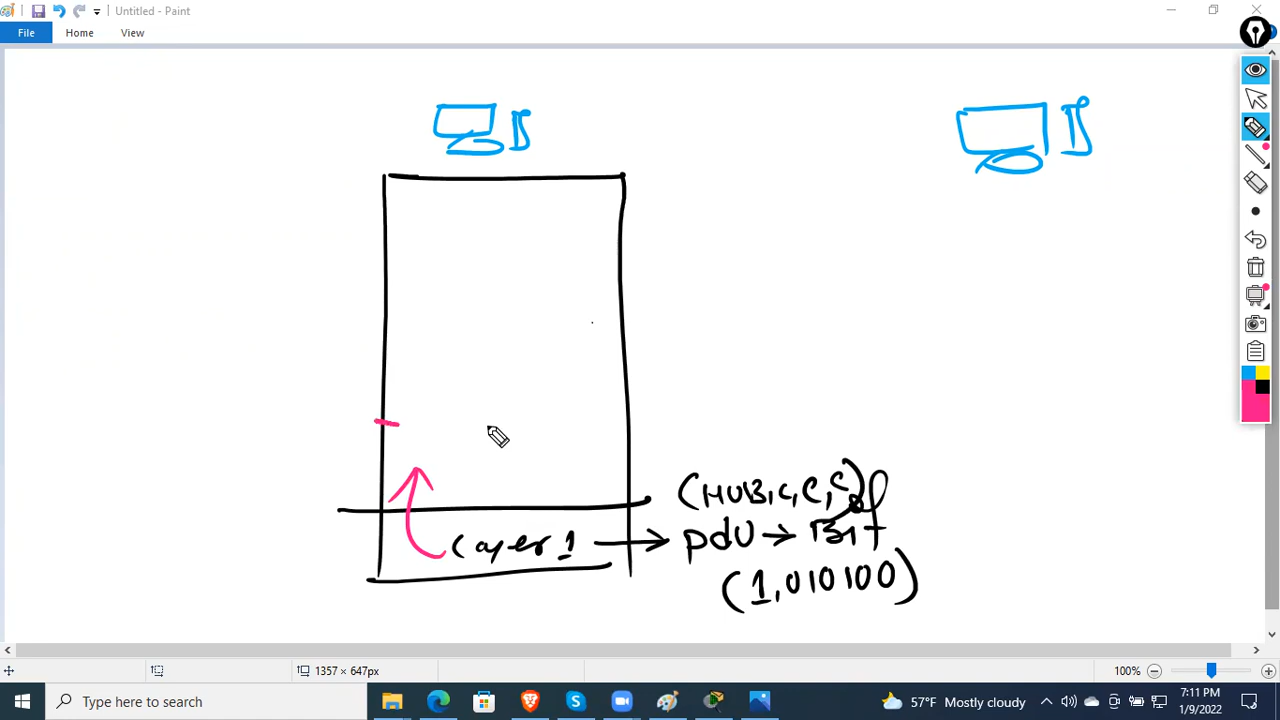 Untitled - Paint
File Home View
(HUB, C, C, C)
Layer 1 → PdU → Bit
(1,010100)
1357 × 647px
100%
Type here to search
57°F Mostly cloudy
7:11 PM
1/9/2022